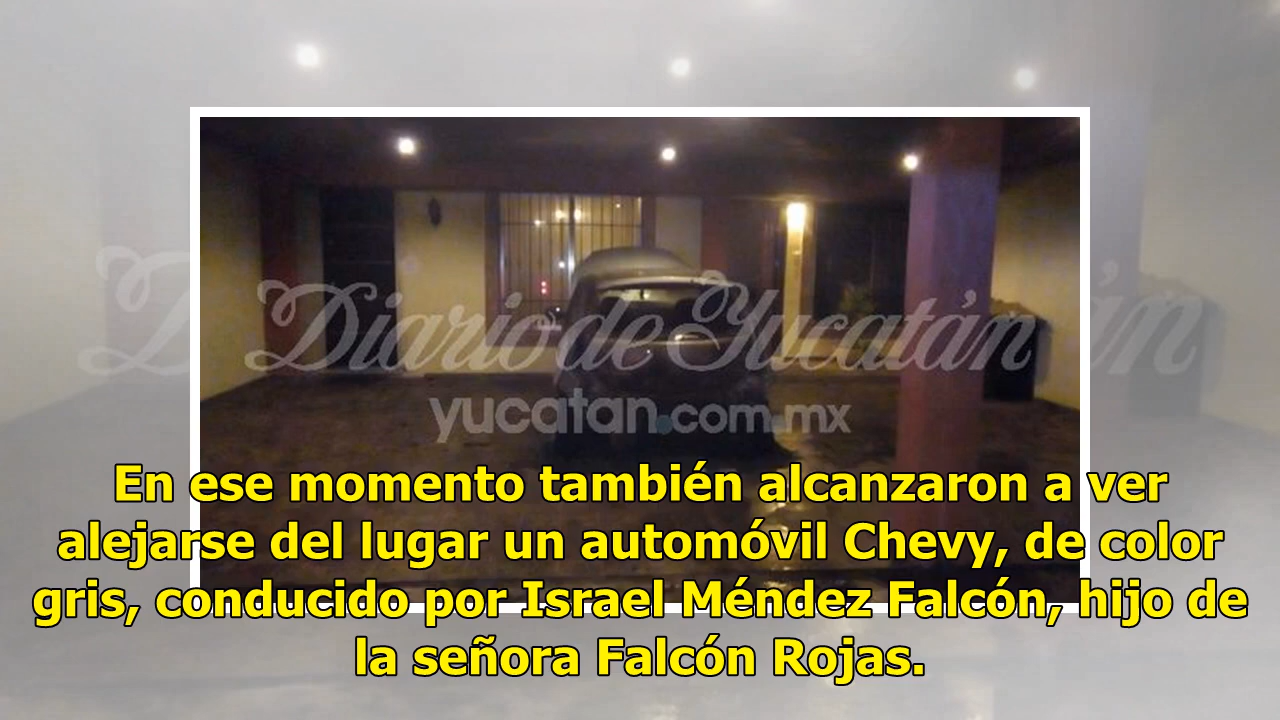 Diario de Yucatán
yucatan.com.mx
En ese momento también alcanzaron a ver
alejarse del lugar un automóvil Chevy, de color
gris, conducido por Israel Méndez Falcón, hijo de
la señora Falcón Rojas.